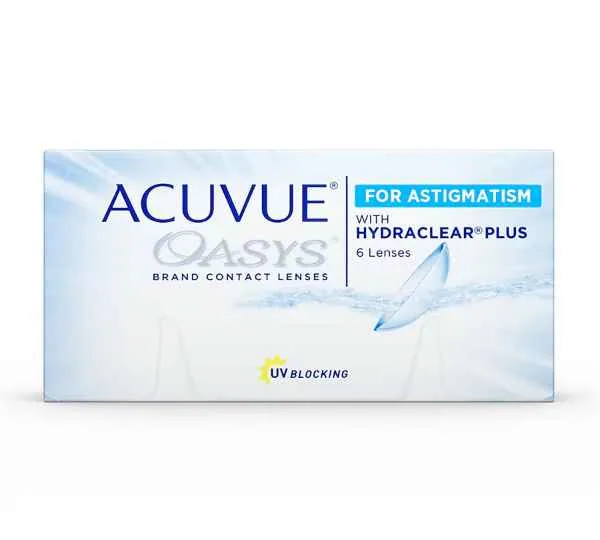 ACUVUE®
OASYS®
BRAND CONTACT LENSES
FOR ASTIGMATISM
WITH
HYDRACLEAR® PLUS
6 Lenses
UV BLOCKING